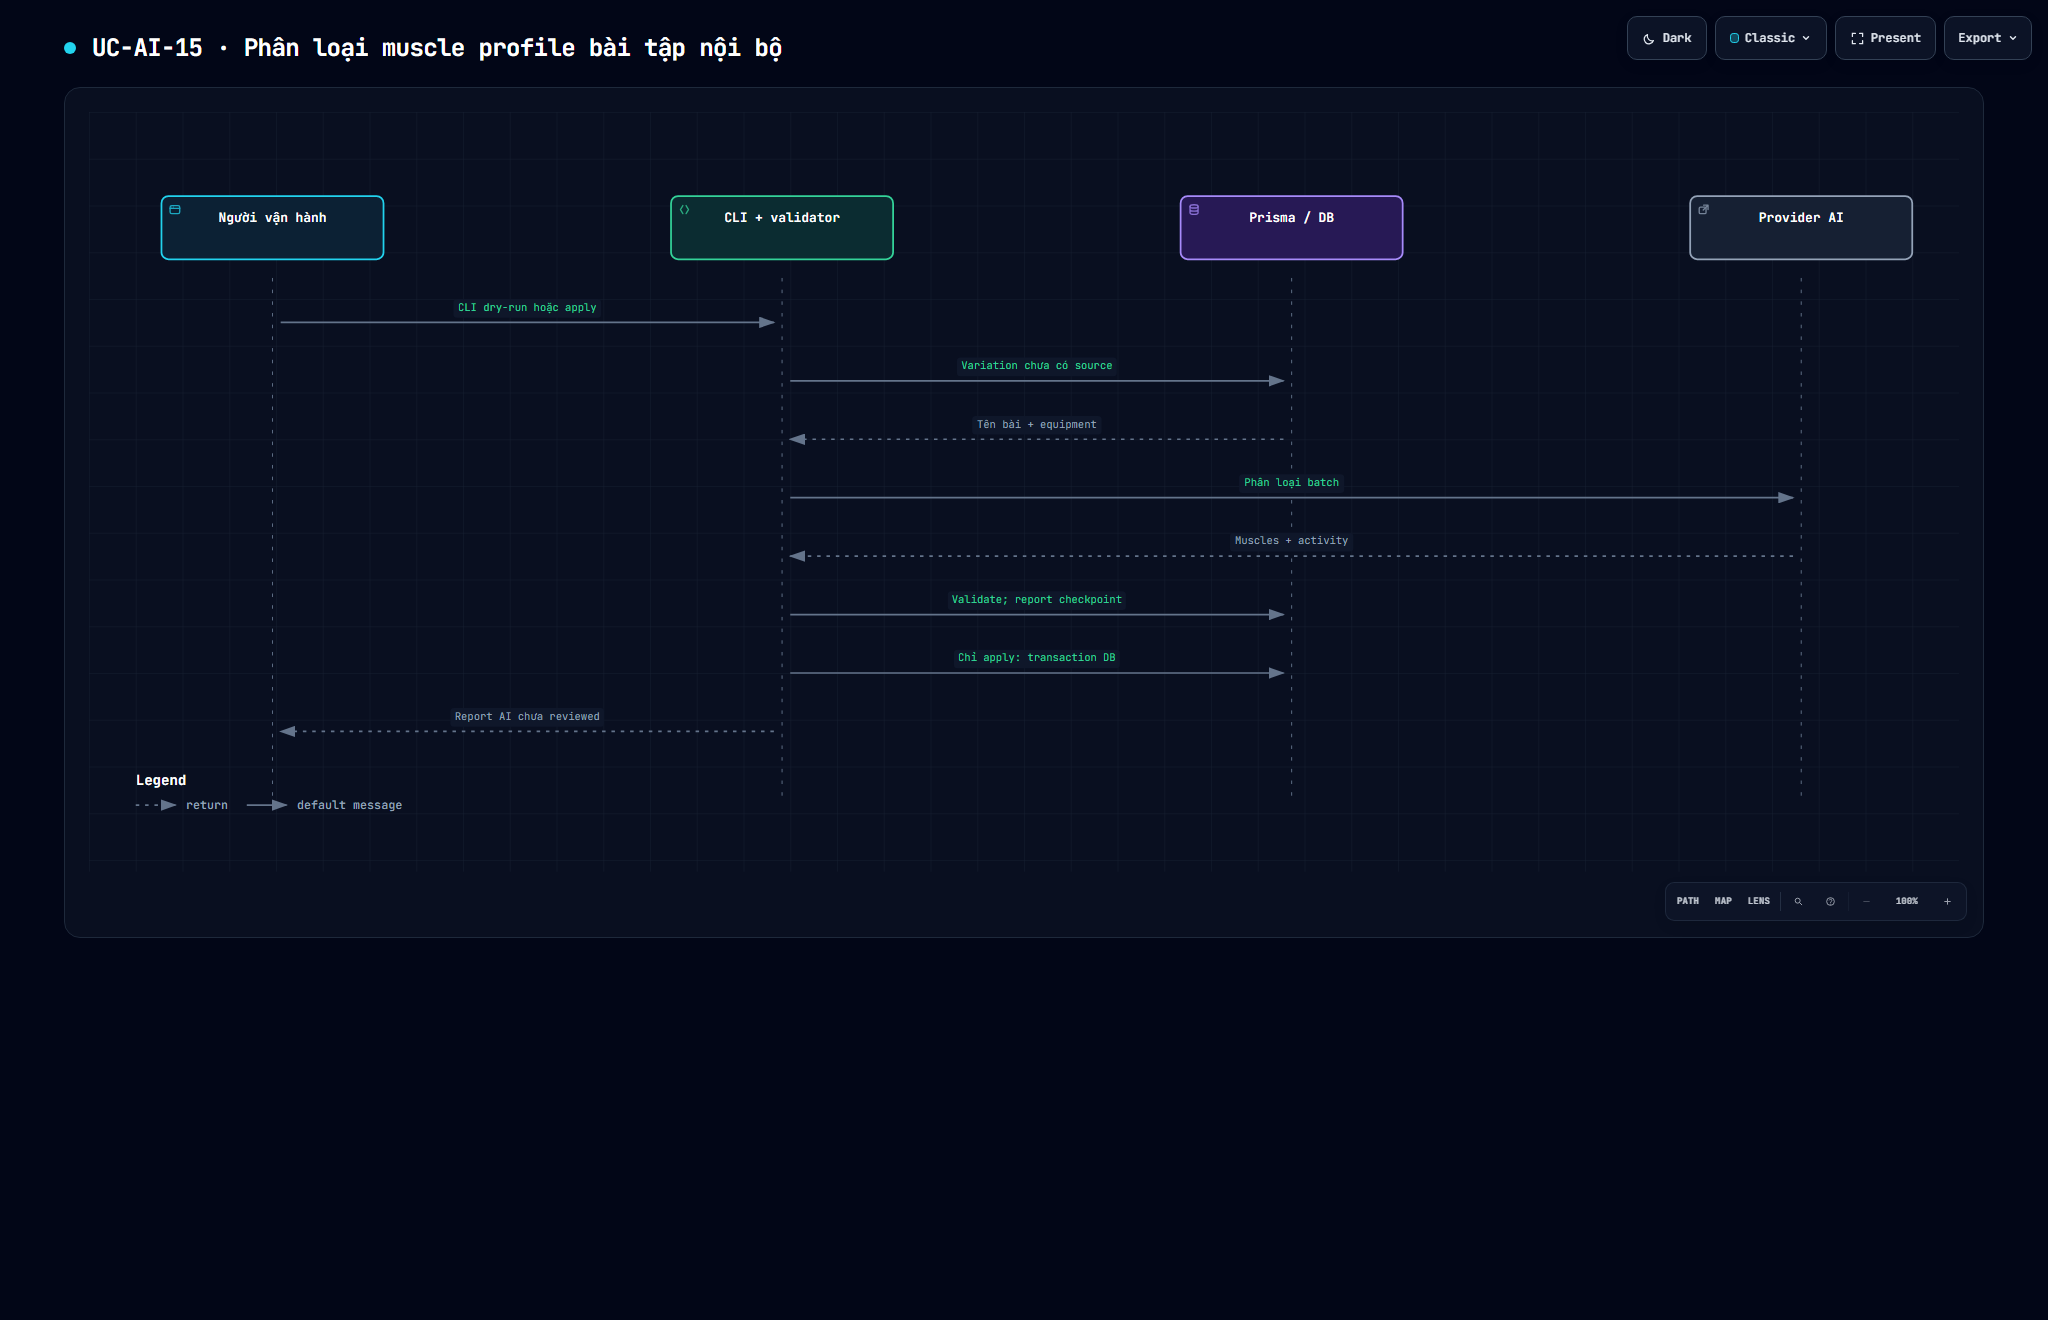 UC-AI-15 · Phân loại muscle profile bài tập nội bộ
Dark
Classic
Present
Export
Người vận hành
CLI + validator
Prisma / DB
Provider AI
CLI dry-run hoặc apply
Variation chưa có source
Tên bài + equipment
Phân loại batch
Muscles + activity
Validate; report checkpoint
Chỉ apply: transaction DB
Report AI chưa reviewed
Legend
return
default message
PATH
MAP
LENS
100%